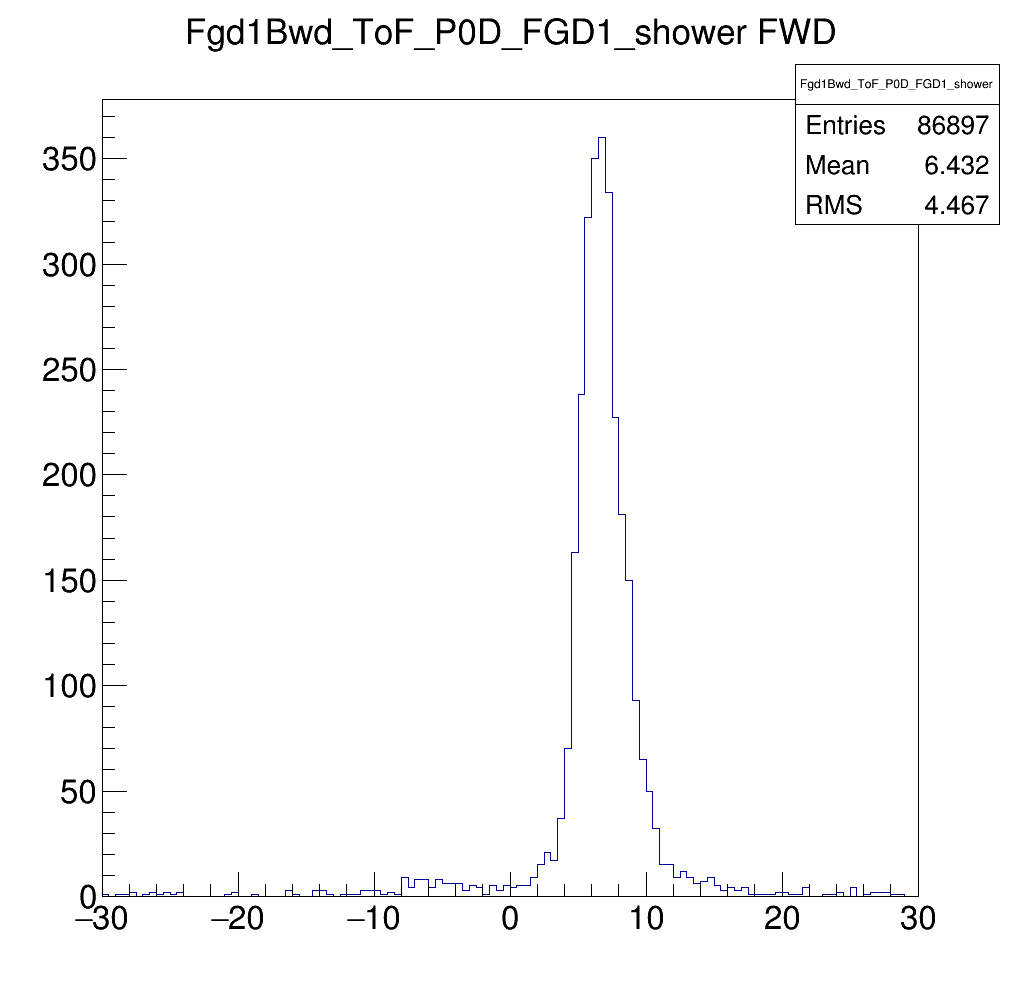 Fgd1Bwd_ToF_P0D_FGD1_shower FWD
Fgd1Bwd_ToF_P0D_FGD1_shower
Entries 86897
Mean 6.432
RMS 4.467
350
300
250
200
150
100
50
0
−30 −20 −10 0 10 20 30